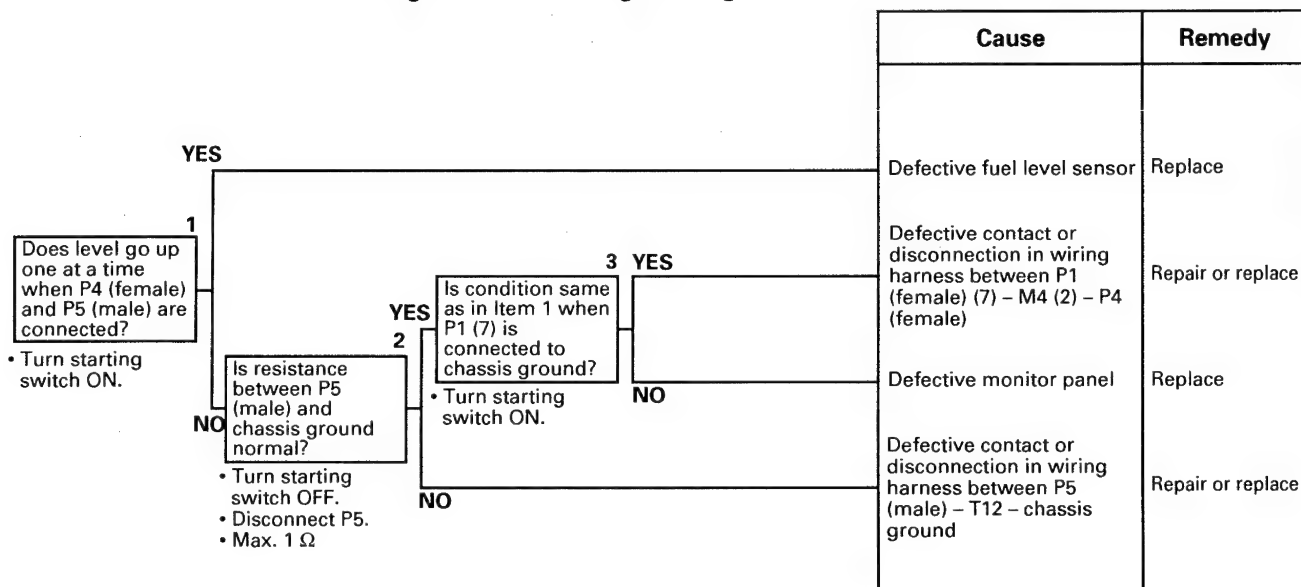 Cause
Remedy
YES
Defective fuel level sensor
Replace
1
Does level go up
one at a time
when P4 (female)
and P5 (male) are
connected?
• Turn starting
switch ON.
NO
2
Is resistance
between P5
(male) and
chassis ground
normal?
• Turn starting
switch OFF.
• Disconnect P5.
• Max. 1 Ω
YES
3
Is condition same
as in Item 1 when
P1 (7) is
connected to
chassis ground?
• Turn starting
switch ON.
YES
Defective contact or
disconnection in wiring
harness between P1
(female) (7) – M4 (2) – P4
(female)
Repair or replace
NO
Defective monitor panel
Replace
NO
Defective contact or
disconnection in wiring
harness between P5
(male) – T12 – chassis
ground
Repair or replace